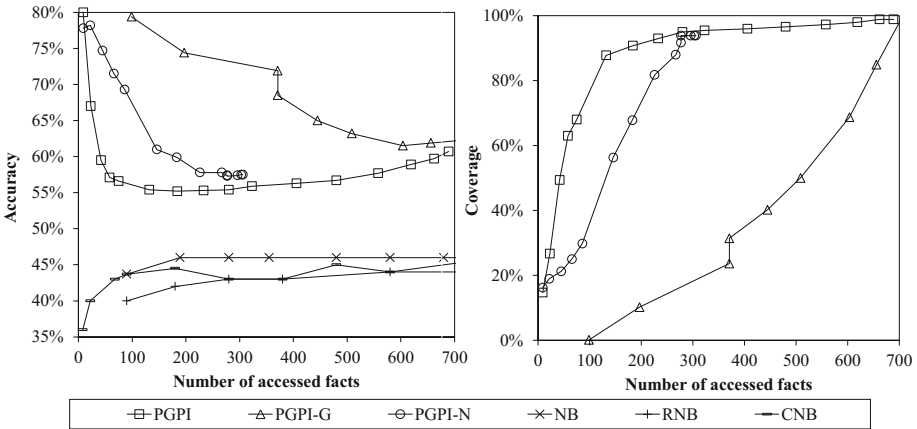 80%
75%
70%
65%
60%
55%
50%
45%
40%
35%
Accuracy
0 100 200 300 400 500 600 700
Number of accessed facts
100%
80%
60%
40%
20%
0%
Coverage
0 100 200 300 400 500 600 700
Number of accessed facts
PGPI PGPI-G PGPI-N NB RNB CNB